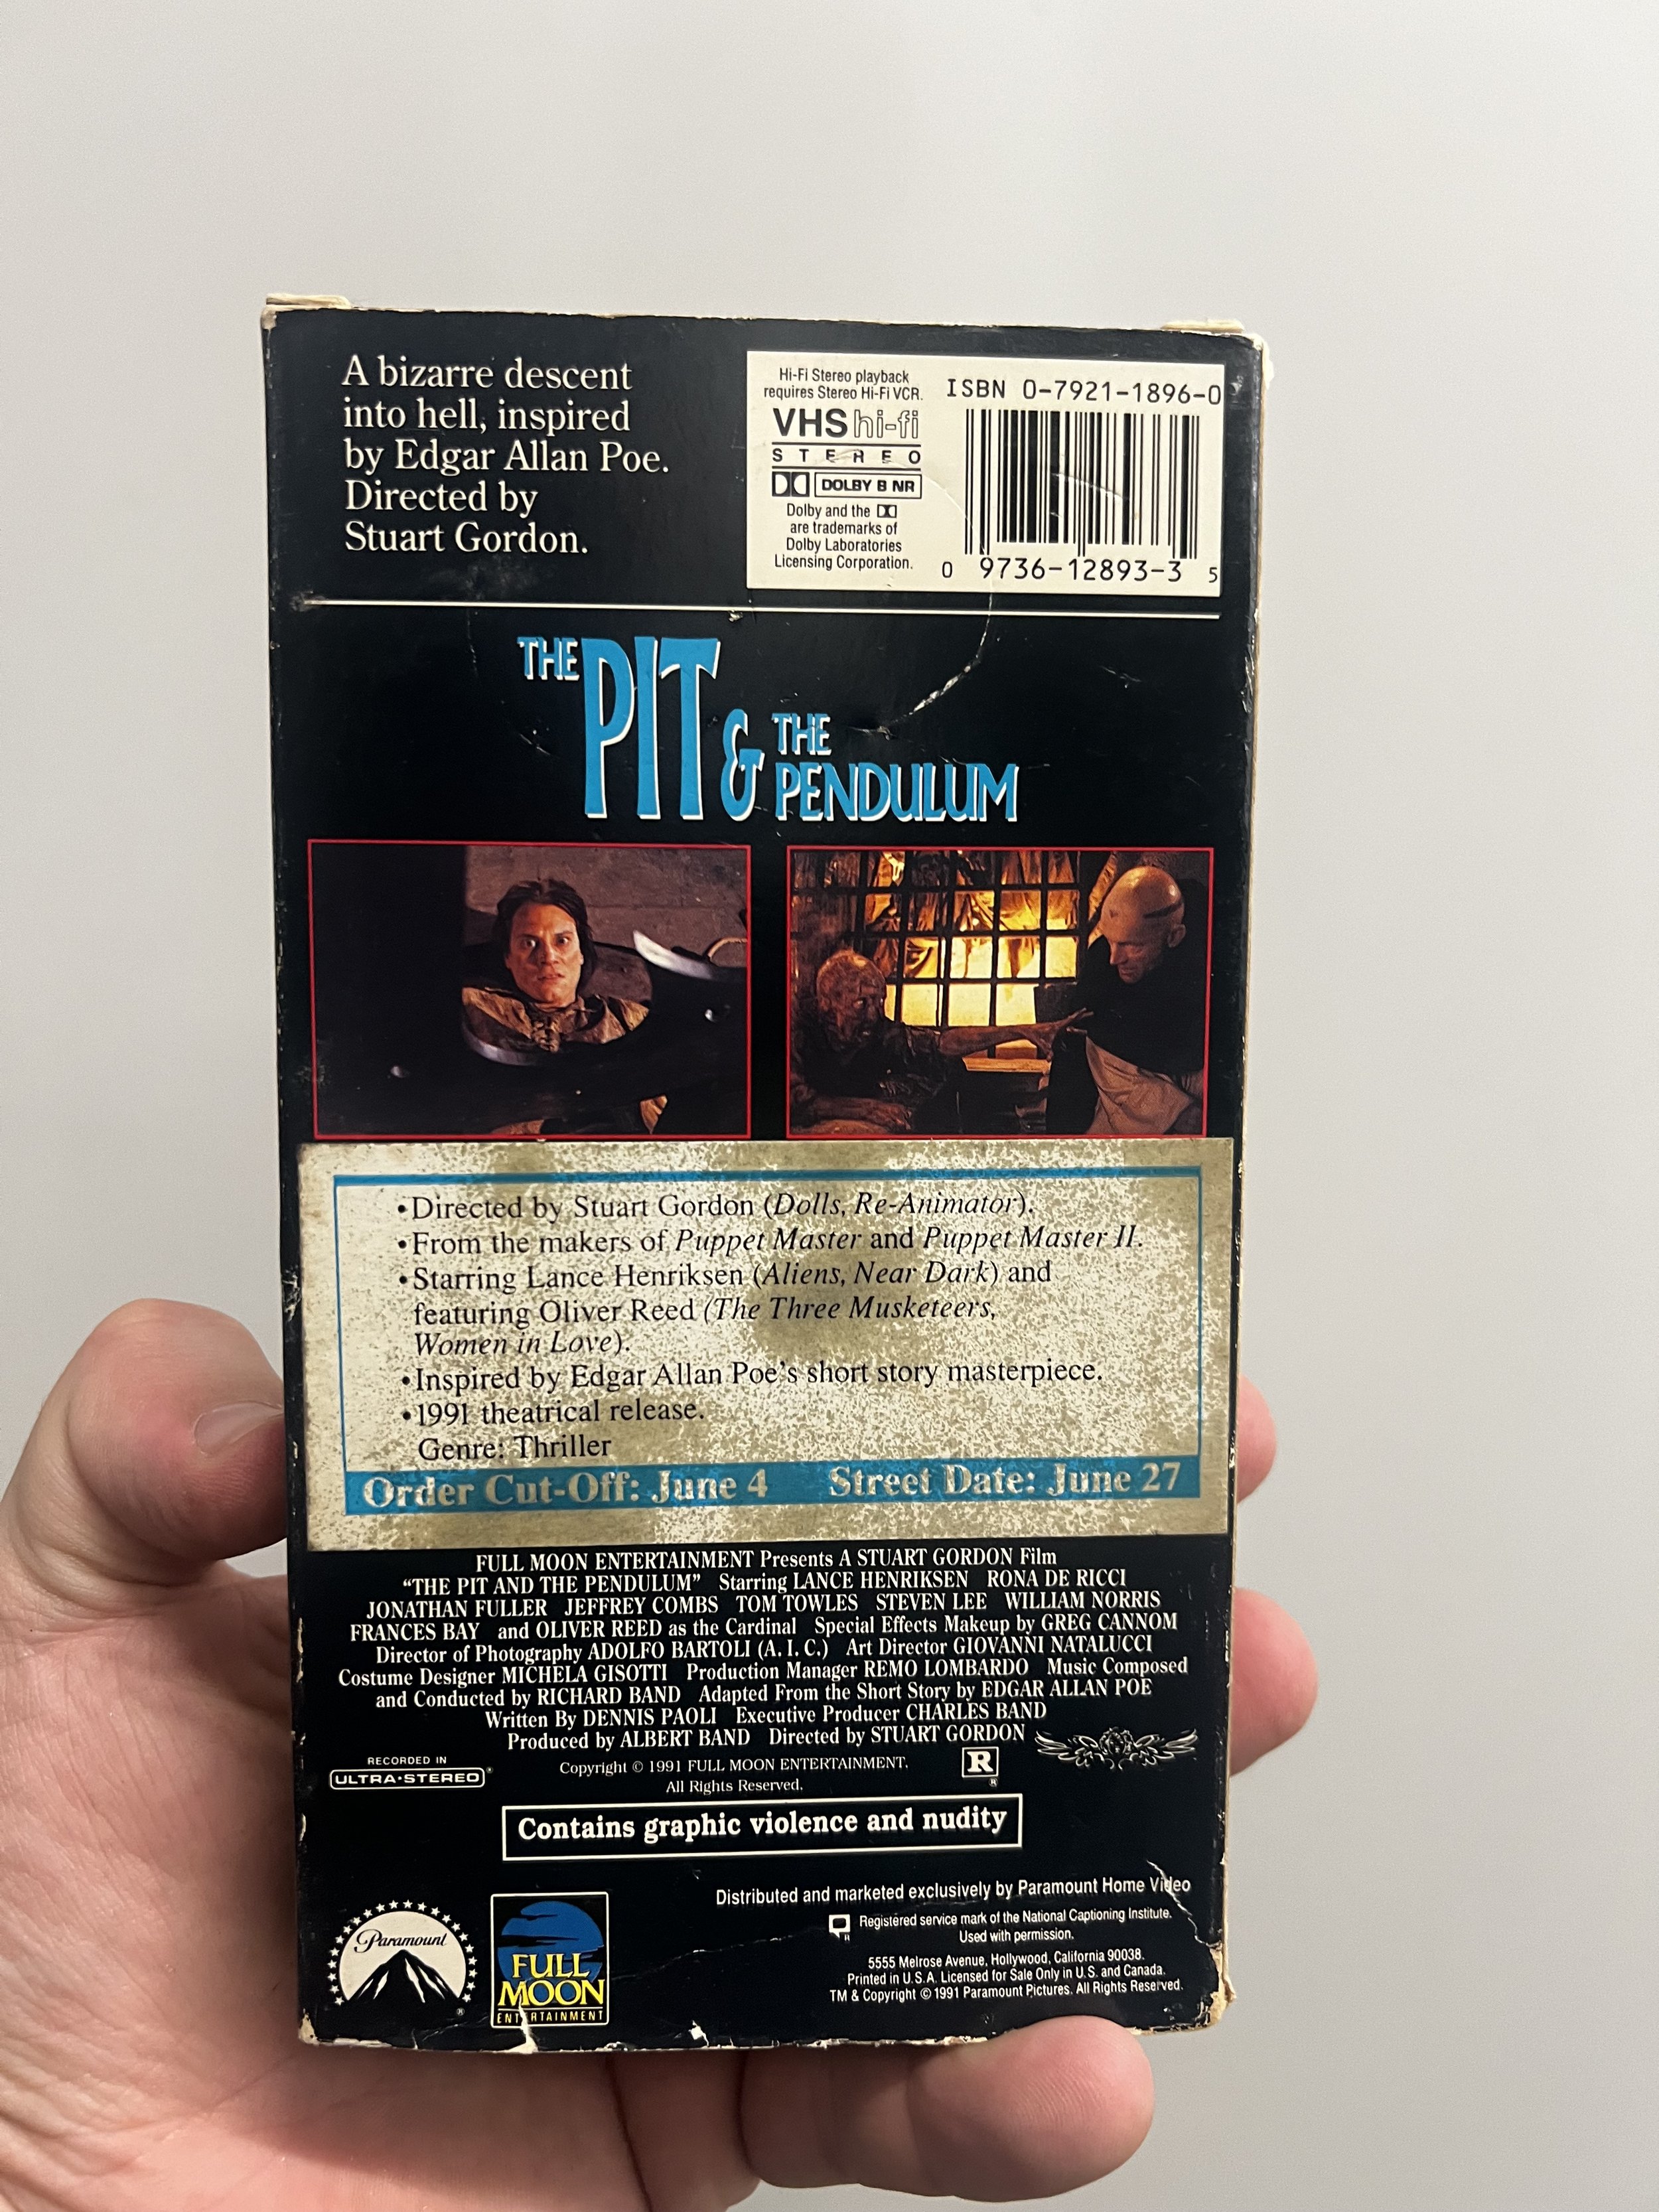 A bizarre descent
into hell, inspired
by Edgar Allan Poe.
Directed by
Stuart Gordon.
Hi-Fi Stereo playback
requires Stereo Hi-Fi VCR.
VHS hi-fi
STEREO
DOLBY B NR
Dolby and the
are trademarks of
Dolby Laboratories
Licensing Corporation.
ISBN 0-7921-1896-0
0 9736-12893-3 5
THE PIT & THE
PENDULUM
•Directed by Stuart Gordon (Dolls, Re-Animator).
•From the makers of Puppet Master and Puppet Master II.
•Starring Lance Henriksen (Aliens, Near Dark) and
featuring Oliver Reed (The Three Musketeers,
Women in Love).
•Inspired by Edgar Allan Poe's short story masterpiece.
•1991 theatrical release.
Genre: Thriller
Order Cut-Off: June 4 Street Date: June 27
FULL MOON ENTERTAINMENT Presents A STUART GORDON Film
“THE PIT AND THE PENDULUM” Starring LANCE HENRIKSEN RONA DE RICCI
JONATHAN FULLER JEFFREY COMBS TOM TOWLES STEVEN LEE WILLIAM NORRIS
FRANCES BAY and OLIVER REED as the Cardinal Special Effects Makeup by GREG CANNOM
Director of Photography ADOLFO BARTOLI (A.I.C.) Art Director GIOVANNI NATALUCCI
Costume Designer MICHELA GISOTTI Production Manager REMO LOMBARDO Music Composed
and Conducted by RICHARD BAND Adapted From the Short Story by EDGAR ALLAN POE
Written By DENNIS PAOLI Executive Producer CHARLES BAND
Produced by ALBERT BAND Directed by STUART GORDON
RECORDED IN
ULTRA•STEREO®
Copyright © 1991 FULL MOON ENTERTAINMENT.
All Rights Reserved.
R
®
Contains graphic violence and nudity
Paramount
®
FULL
MOON
ENTERTAINMENT
Distributed and marketed exclusively by Paramount Home Video
Registered service mark of the National Captioning Institute.
Used with permission.
5555 Melrose Avenue, Hollywood, California 90038.
Printed in U.S.A. Licensed for Sale Only in U.S. and Canada.
TM & Copyright © 1991 Paramount Pictures. All Rights Reserved.